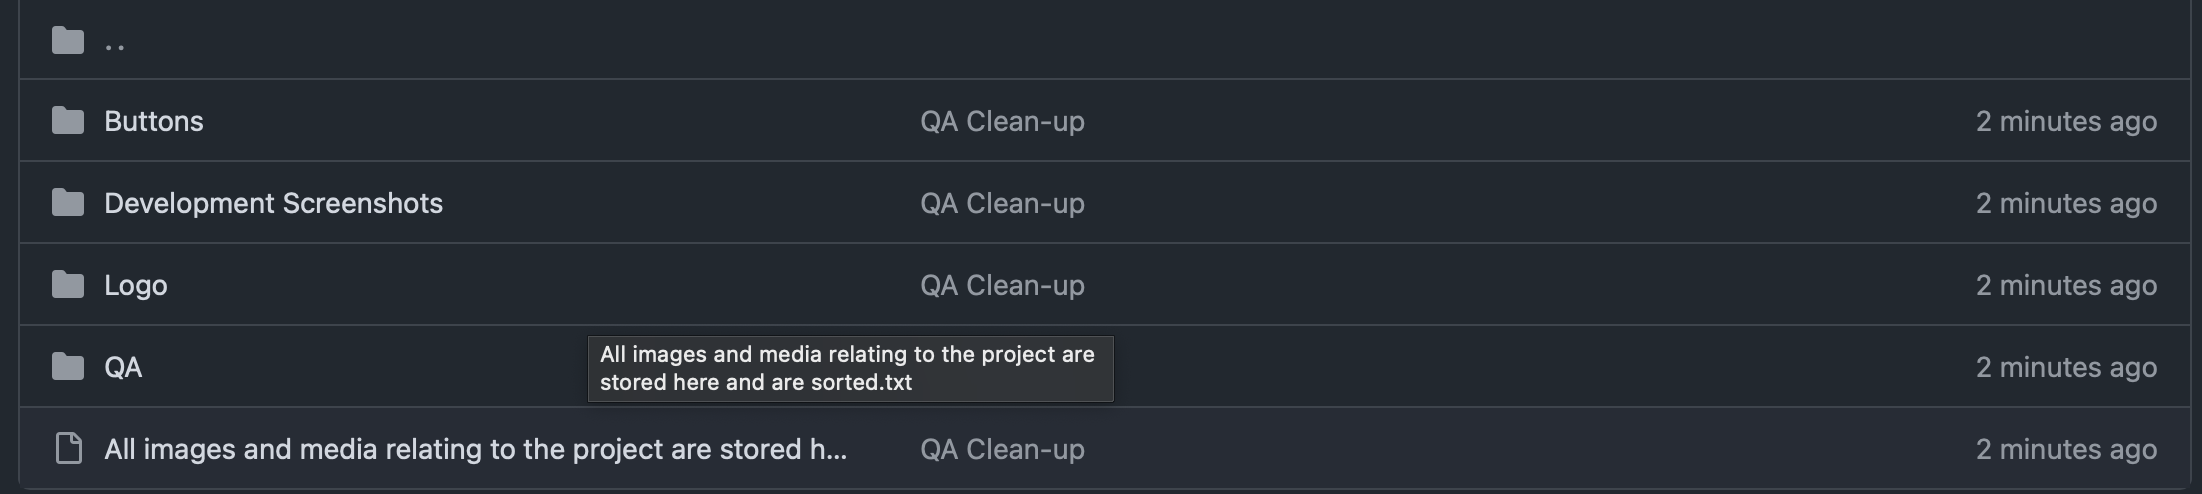 ..
Buttons QA Clean-up 2 minutes ago
Development Screenshots QA Clean-up 2 minutes ago
Logo QA Clean-up 2 minutes ago
QA 2 minutes ago
All images and media relating to the project are
stored here and are sorted.txt
All images and media relating to the project are stored h... QA Clean-up 2 minutes ago